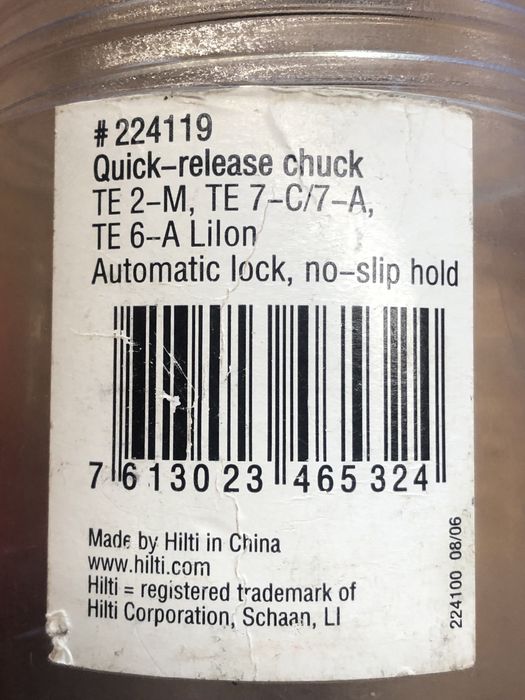 # 224119
Quick-release chuck
TE 2-M, TE 7-C/7-A,
TE 6-A LiIon
Automatic lock, no-slip hold
7 613023 465324
Made by Hilti in China
www.hilti.com
Hilti = registered trademark of
Hilti Corporation, Schaan, LI
224100 08/06